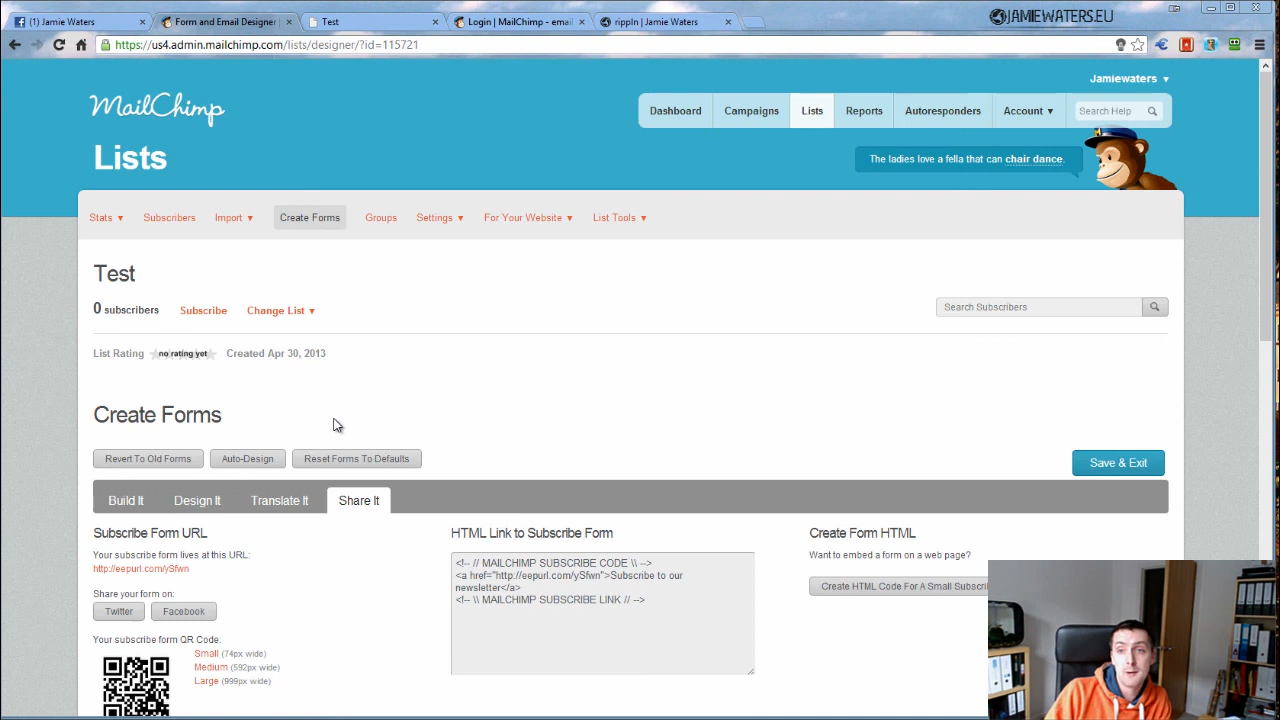 (1) Jamie Waters
Form and Email Designer
Test
Login | MailChimp - email
rippln | Jamie Waters
JAMIEWATERS.EU
https://us4.admin.mailchimp.com/lists/designer/?id=115721
Jamiewaters ▼
MailChimp
Dashboard Campaigns Lists Reports Autoresponders Account ▼ Search Help
Lists
The ladies love a fella that can chair dance.
Stats ▼ Subscribers Import ▼ Create Forms Groups Settings ▼ For Your Website ▼ List Tools ▼
Test
0 subscribers Subscribe Change List ▼
Search Subscribers
List Rating no rating yet Created Apr 30, 2013
Create Forms
Revert To Old Forms Auto-Design Reset Forms To Defaults
Save & Exit
Build It Design It Translate It Share It
Subscribe Form URL
Your subscribe form lives at this URL:
http://eepurl.com/ySfwn
Share your form on:
Twitter Facebook
Your subscribe form QR Code:
Small (74px wide)
Medium (592px wide)
Large (999px wide)
HTML Link to Subscribe Form
<!-- // MAILCHIMP SUBSCRIBE CODE \\ -->
<a href="http://eepurl.com/ySfwn">Subscribe to our
newsletter</a>
<!-- \\ MAILCHIMP SUBSCRIBE LINK // -->
Create Form HTML
Want to embed a form on a web page?
Create HTML Code For A Small Subscri